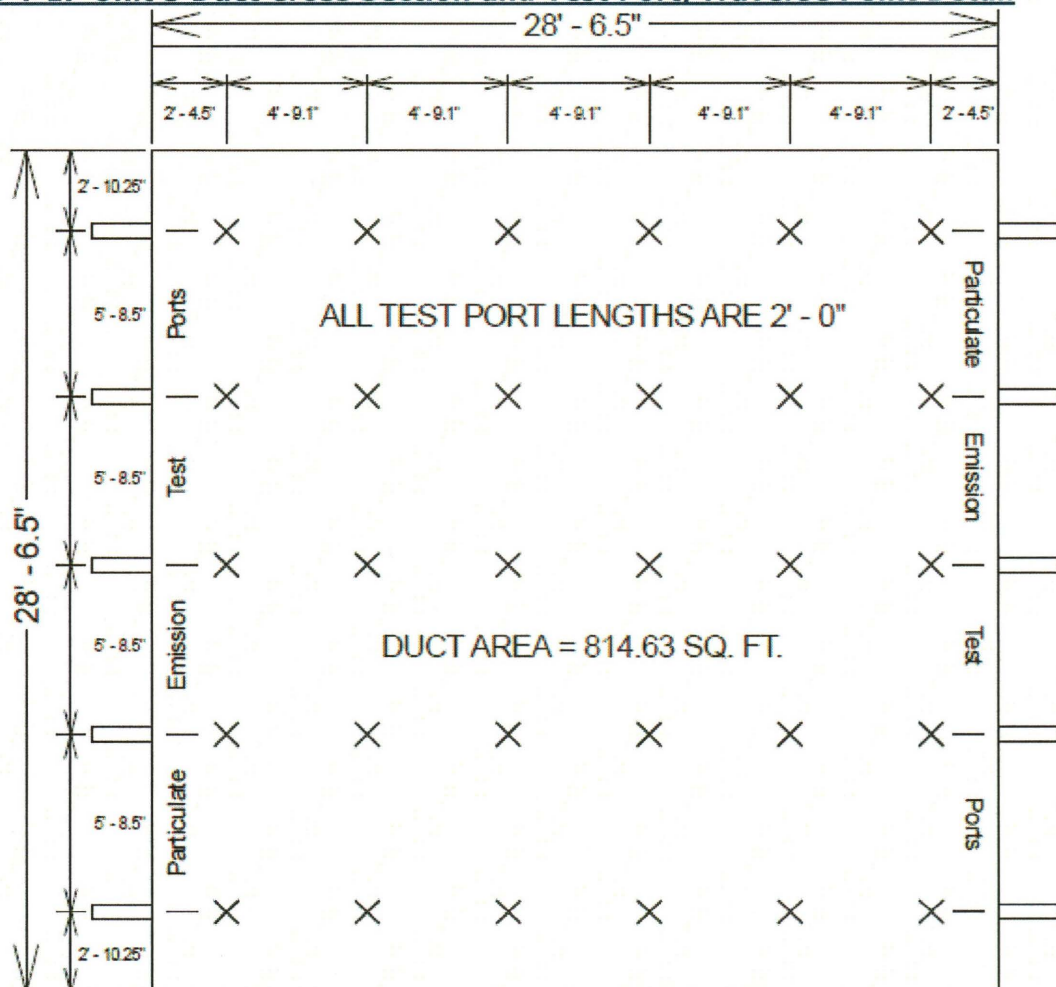 28' - 6.5"
2' - 4.5" 4' - 9.1" 4' - 9.1" 4' - 9.1" 4' - 9.1" 4' - 9.1" 2' - 4.5"
2' - 10.25"
5' - 8.5"
5' - 8.5"
5' - 8.5"
5' - 8.5"
2' - 10.25"
28' - 6.5"
Particulate Emission Test Ports
ALL TEST PORT LENGTHS ARE 2' - 0"
DUCT AREA = 814.63 SQ. FT.
Particulate Emission Test Ports